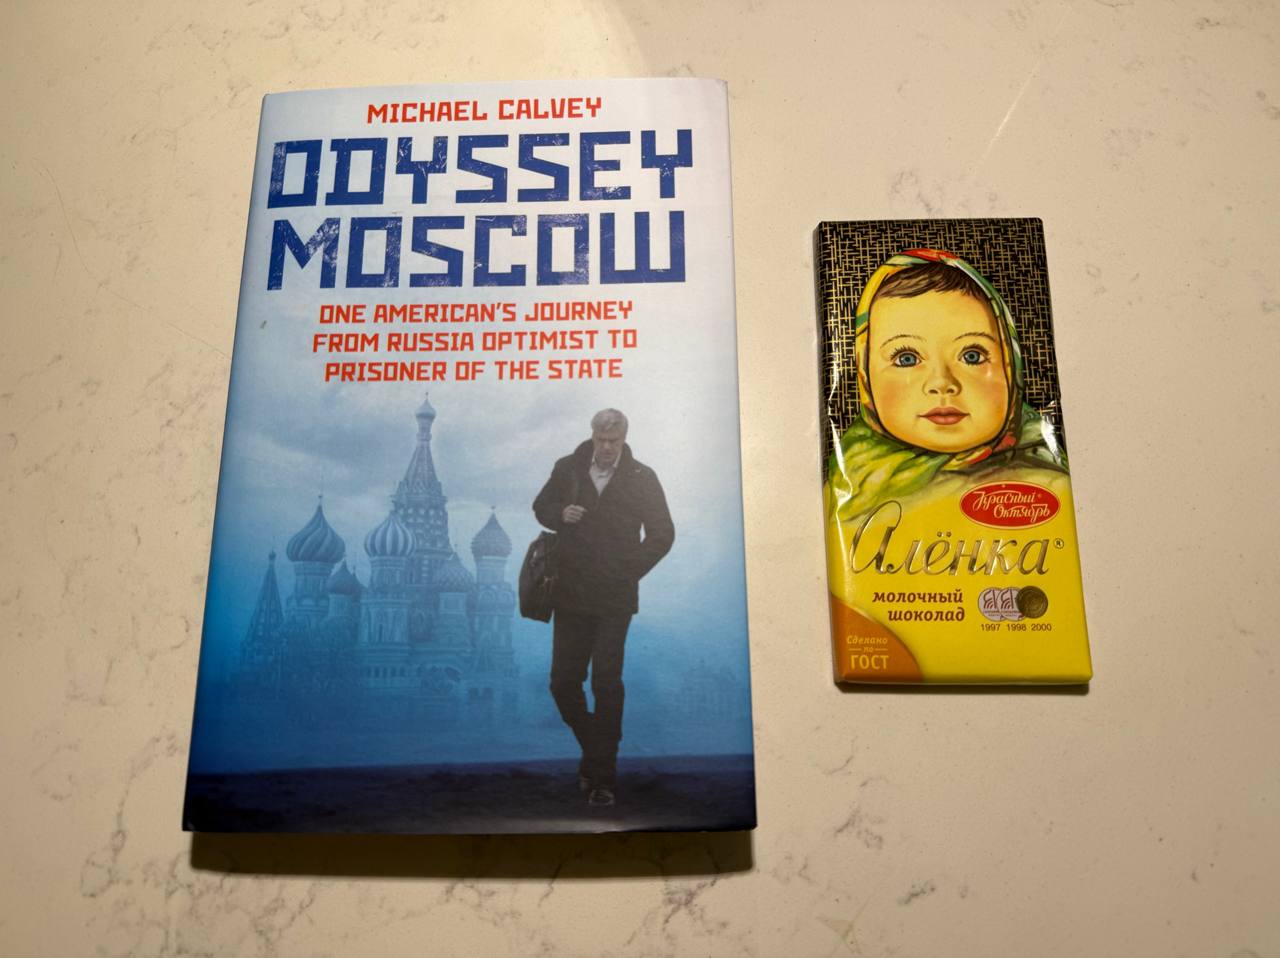 MICHAEL CALVEY
ODYSSEY
MOSCOW
ONE AMERICAN'S JOURNEY
FROM RUSSIA OPTIMIST TO
PRISONER OF THE STATE
Красный
Октябрь
Алёнка®
молочный
шоколад
1997 1998 2000
Сделано
по
ГОСТ